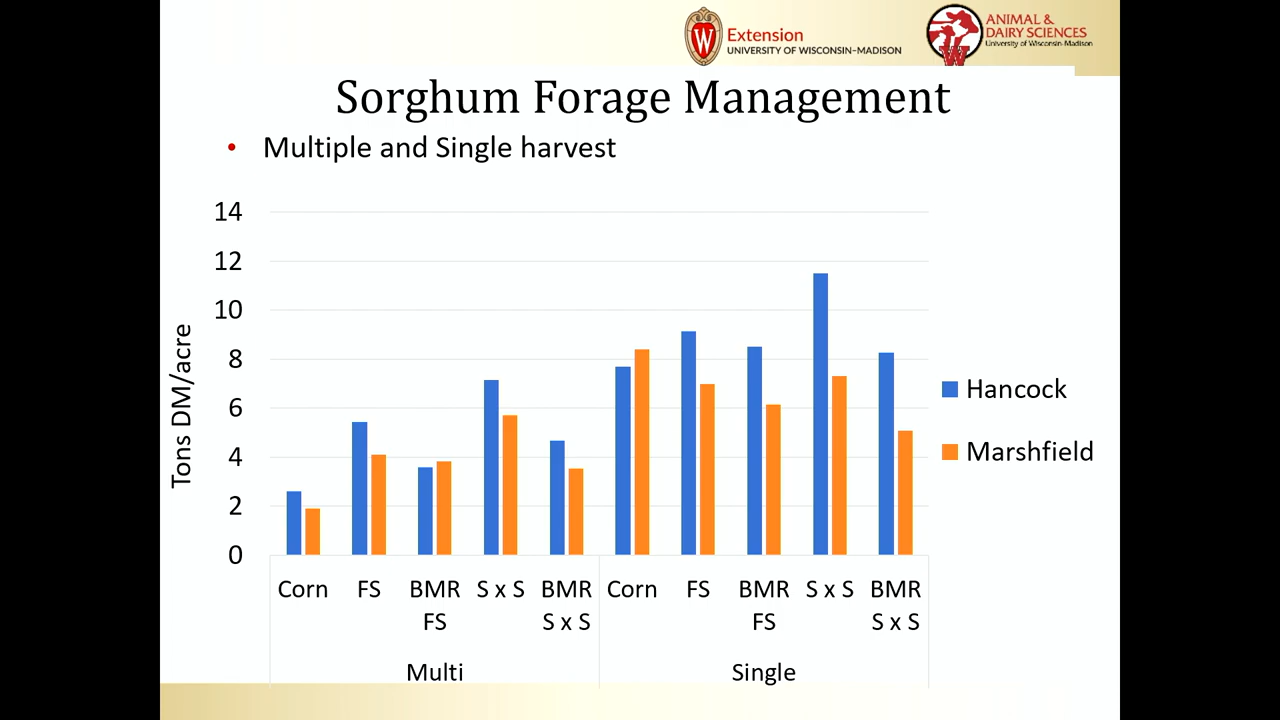 Extension
UNIVERSITY OF WISCONSIN–MADISON
ANIMAL &
DAIRY SCIENCES
University of Wisconsin-Madison
Sorghum Forage Management
• Multiple and Single harvest
Tons DM/acre
14
12
10
8
6
4
2
0
Hancock
Marshfield
Corn FS BMR S x S BMR Corn FS BMR S x S BMR
FS S x S FS S x S
Multi Single